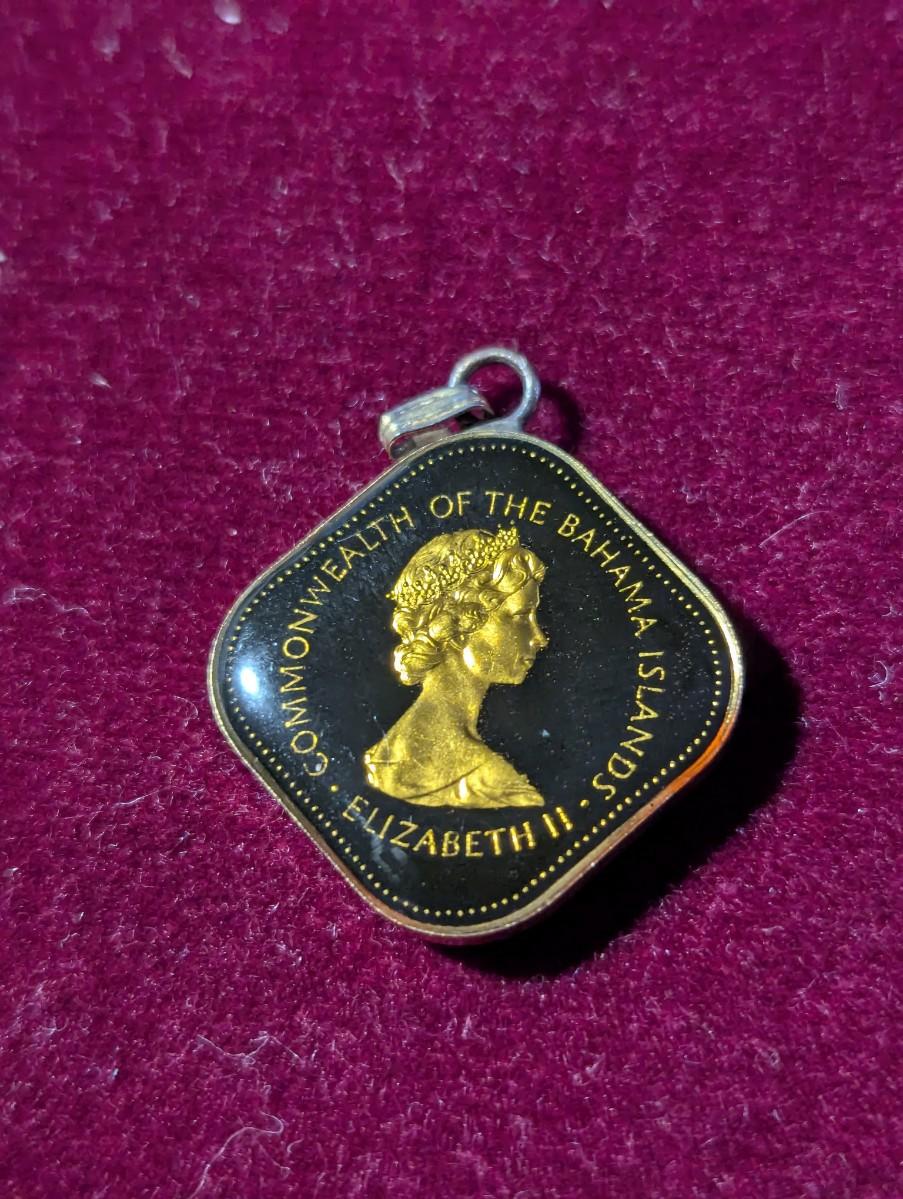 COMMONWEALTH OF THE BAHAMA ISLANDS
· ELIZABETH II ·